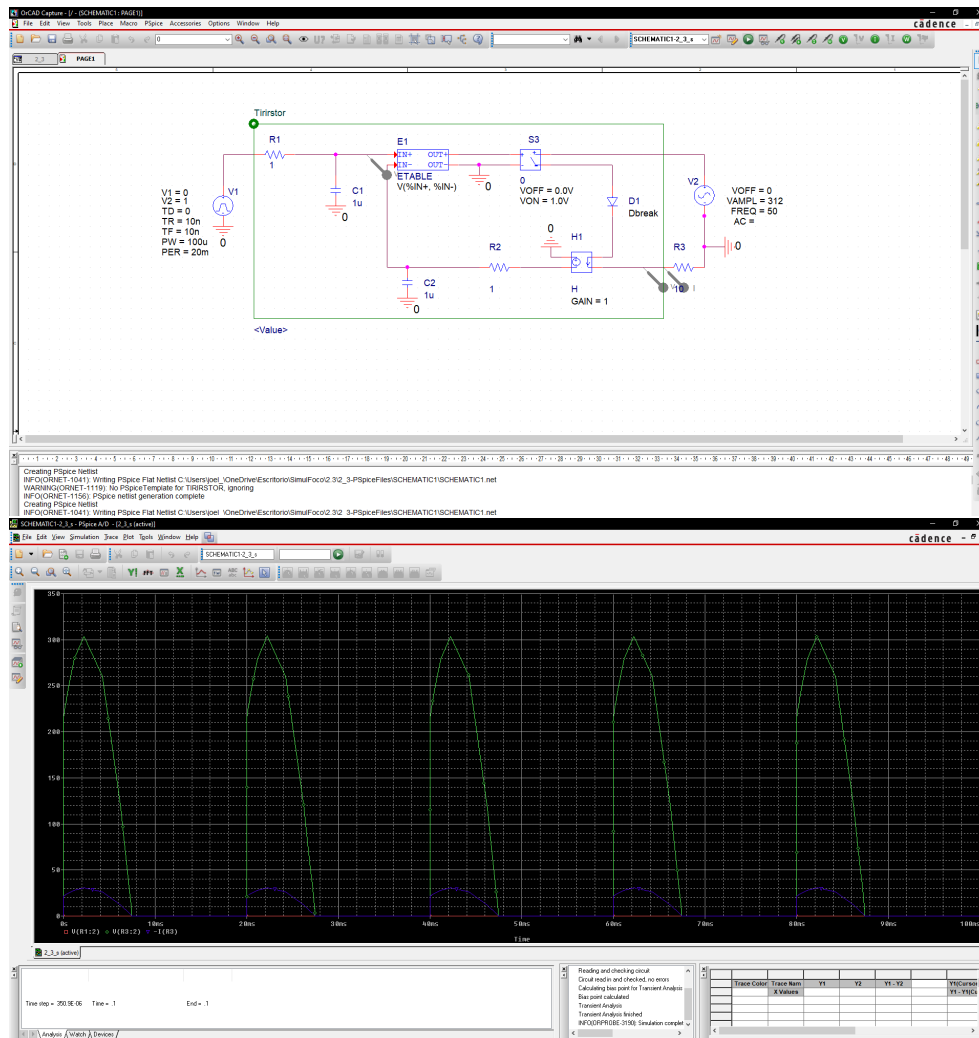 OrCAD Capture - [/ - (SCHEMATIC1 : PAGE1)]
File Edit View Tools Place Macro PSpice Accessories Options Window Help
cādence
0
SCHEMATIC1-2_3_s
2_3
PAGE1
Tirirstor
R1
1
E1
IN+ OUT+
IN- OUT-
ETABLE
V(%IN+, %IN-)
0
S3
0
VOFF = 0.0V
VON = 1.0V
V2
VOFF = 0
VAMPL = 312
FREQ = 50
AC =
0
V1 = 0
V2 = 1
TD = 0
TR = 10n
TF = 10n
PW = 100u
PER = 20m
V1
0
C1
1u
0
D1
Dbreak
0
H1
H
GAIN = 1
R2
1
R3
10
V
I
C2
1u
0
<Value>
Creating PSpice Netlist
INFO(ORNET-1041): Writing PSpice Flat Netlist C:\Users\joel_\OneDrive\Escritorio\SimulFoco\2.3\2_3-PSpiceFiles\SCHEMATIC1\SCHEMATIC1.net
WARNING(ORNET-1119): No PSpiceTemplate for TIRIRSTOR, ignoring
INFO(ORNET-1156): PSpice netlist generation complete
Creating PSpice Netlist
INFO(ORNET-1041): Writing PSpice Flat Netlist C:\Users\joel_\OneDrive\Escritorio\SimulFoco\2.3\2_3-PSpiceFiles\SCHEMATIC1\SCHEMATIC1.net
SCHEMATIC1-2_3_s - PSpice A/D - [2_3_s (active)]
File Edit View Simulation Trace Plot Tools Window Help
cādence
SCHEMATIC1-2_3_s
350
300
250
200
150
100
50
0
0s 10ms 20ms 30ms 40ms 50ms 60ms 70ms 80ms 90ms 100ms
V(R1:2) V(R3:2) -I(R3)
Time
2_3_s (active)
Time step = 350.9E-06 Time = .1 End = .1
Analysis Watch Devices
Reading and checking circuit
Circuit read in and checked, no errors
Calculating bias point for Transient Analysis
Bias point calculated
Transient Analysis
Transient Analysis finished
INFO(ORPROBE-3190): Simulation complet
Trace Color Trace Nam Y1 Y2 Y1 - Y2 Y1(Cursor
X Values Y1 - Y1(Cu